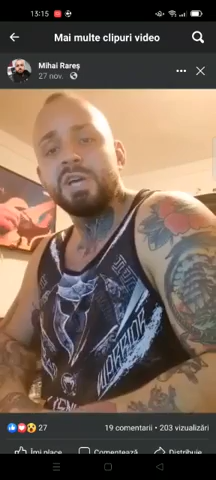 13:15
Mai multe clipuri video
Mihai Rareș
27 nov.
WARRIOR
27
19 comentarii • 203 vizualizări
Îmi place
Comentează
Distribuie